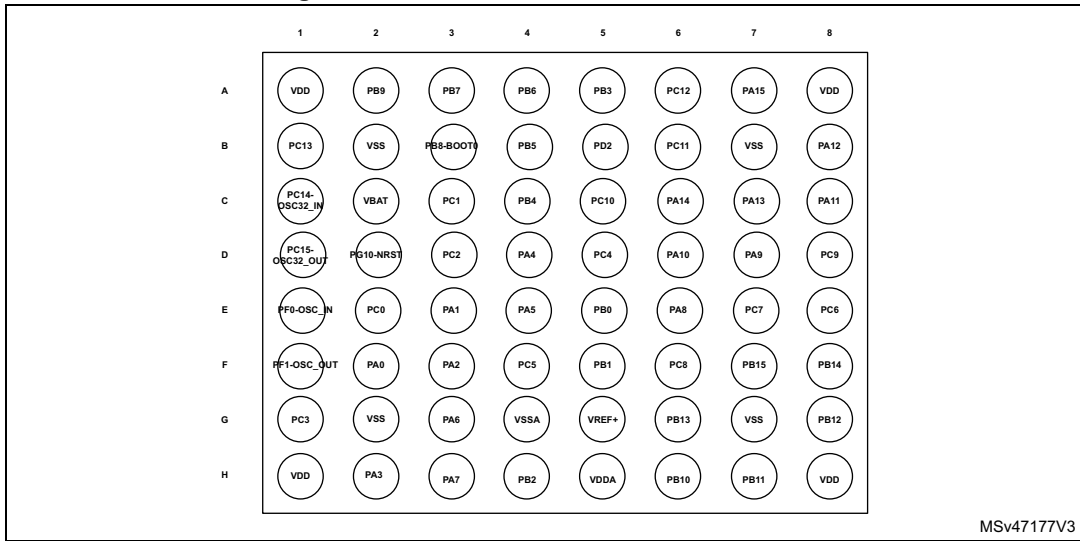 1 2 3 4 5 6 7 8
A VDD PB9 PB7 PB6 PB3 PC12 PA15 VDD
B PC13 VSS PB8-BOOT0 PB5 PD2 PC11 VSS PA12
C PC14-
OSC32_IN VBAT PC1 PB4 PC10 PA14 PA13 PA11
D PC15-
OSC32_OUT PG10-NRST PC2 PA4 PC4 PA10 PA9 PC9
E PF0-OSC_IN PC0 PA1 PA5 PB0 PA8 PC7 PC6
F PF1-OSC_OUT PA0 PA2 PC5 PB1 PC8 PB15 PB14
G PC3 VSS PA6 VSSA VREF+ PB13 VSS PB12
H VDD PA3 PA7 PB2 VDDA PB10 PB11 VDD
MSv47177V3